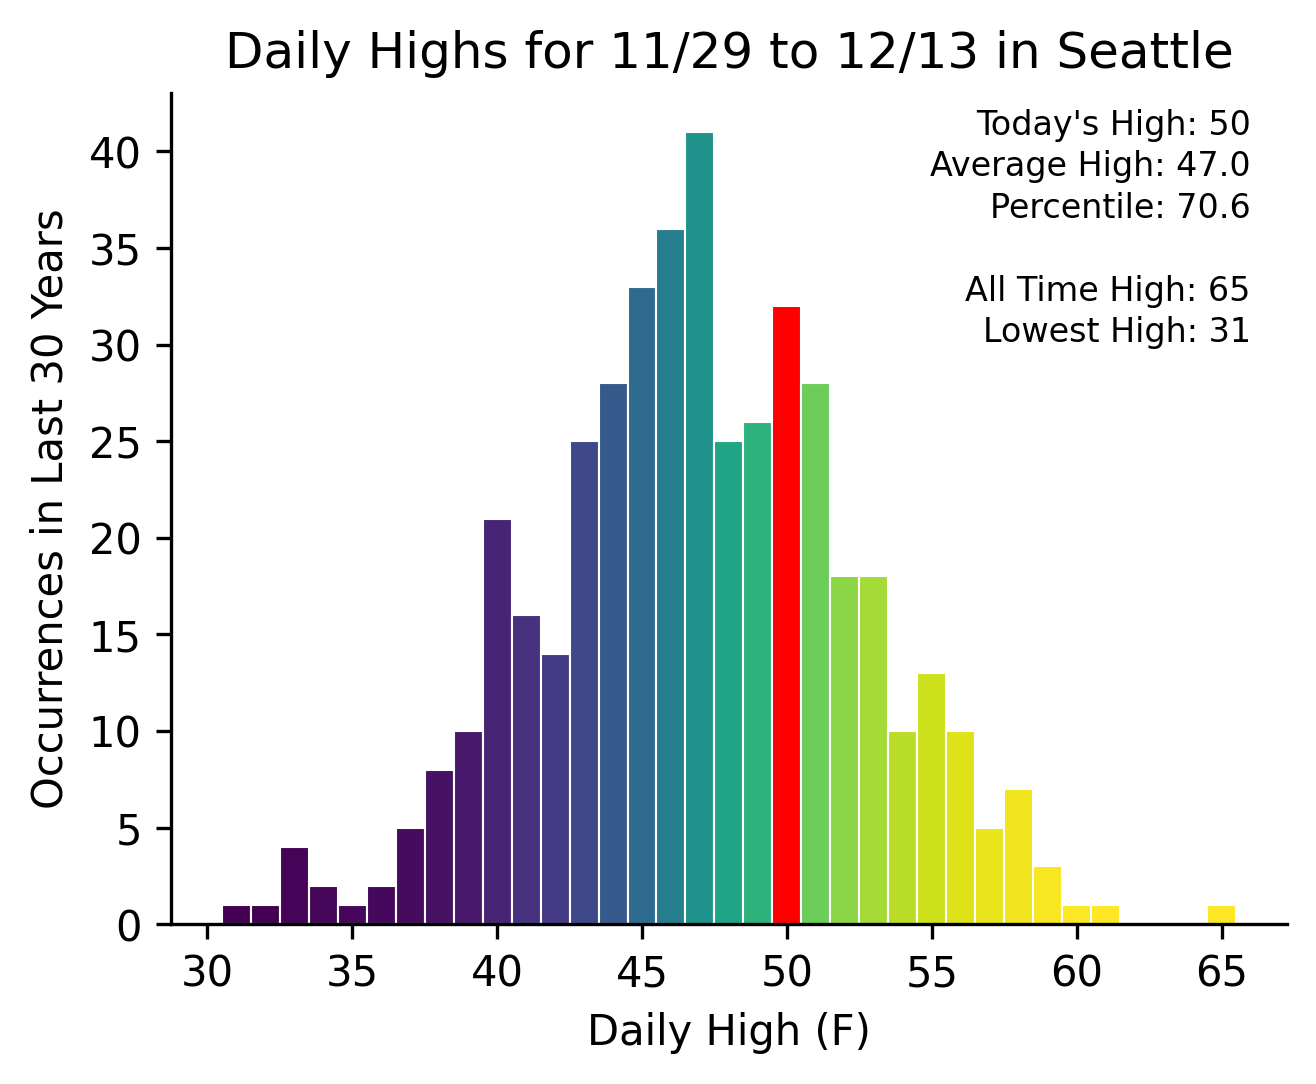 Daily Highs for 11/29 to 12/13 in Seattle
Today's High: 50
Average High: 47.0
Percentile: 70.6
All Time High: 65
Lowest High: 31
Occurrences in Last 30 Years
40
35
30
25
20
15
10
5
0
30 35 40 45 50 55 60 65
Daily High (F)